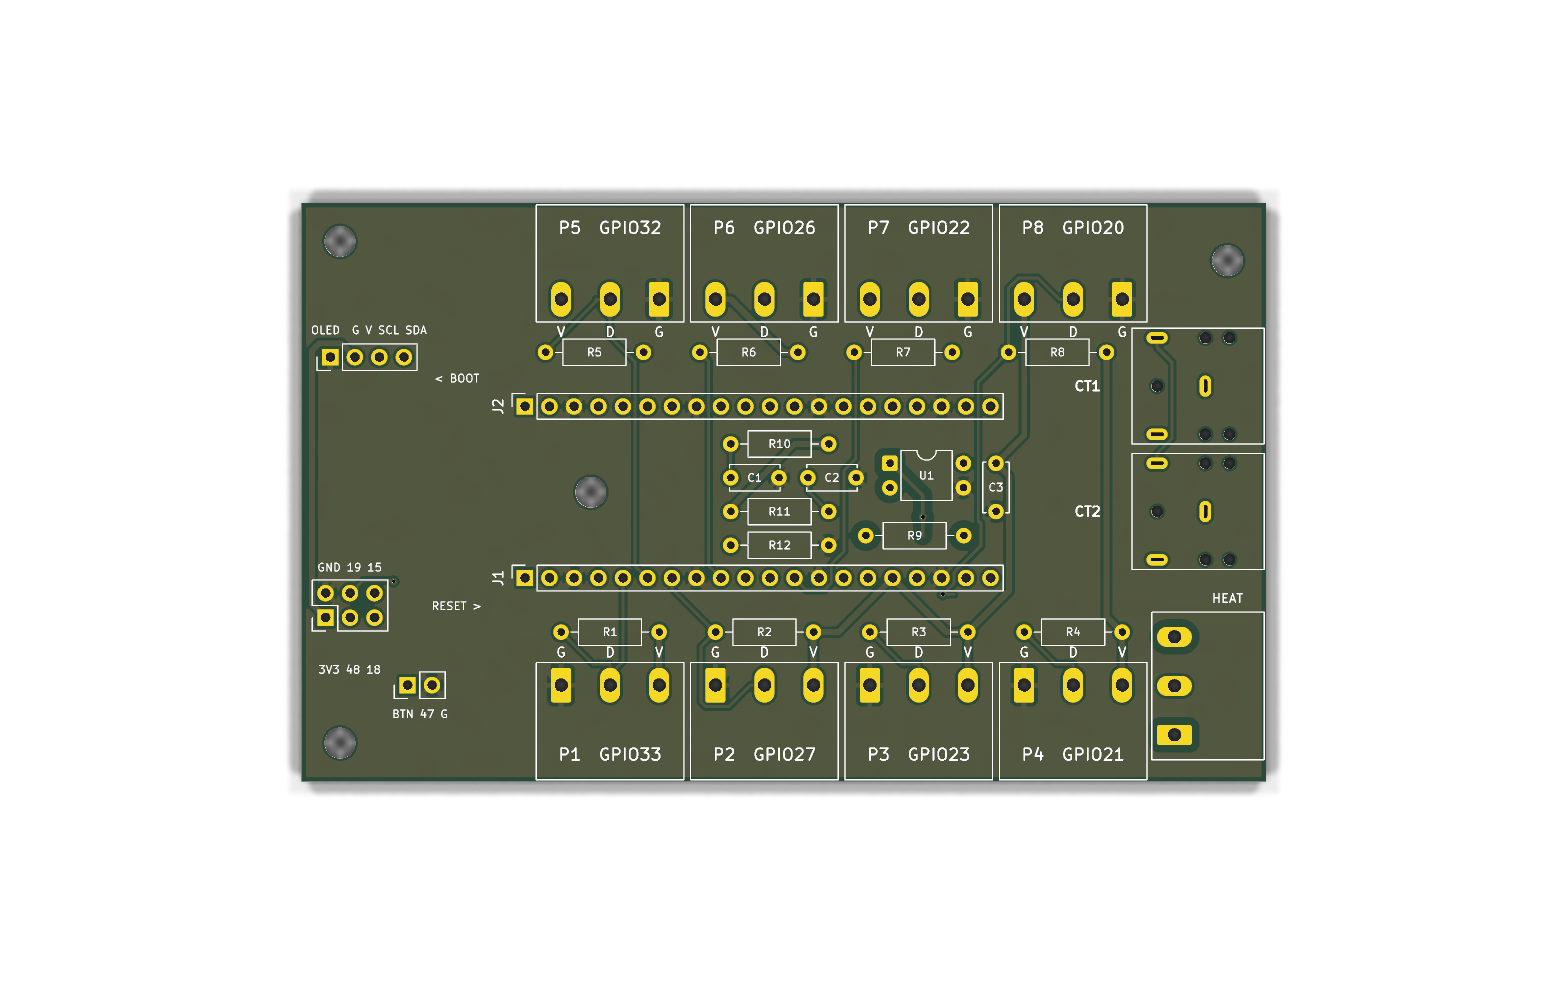 P5 GPIO32
P6 GPIO26
P7 GPIO22
P8 GPIO20
OLED G V SCL SDA
V D G
V D G
V D G
V D G
R5
R6
R7
R8
< BOOT
CT1
J2
R10
C1
C2
U1
C3
R11
CT2
R9
R12
GND 19 15
J1
HEAT
RESET >
R1
R2
R3
R4
G D V
G D V
G D V
G D V
3V3 48 18
BTN 47 G
P1 GPIO33
P2 GPIO27
P3 GPIO23
P4 GPIO21